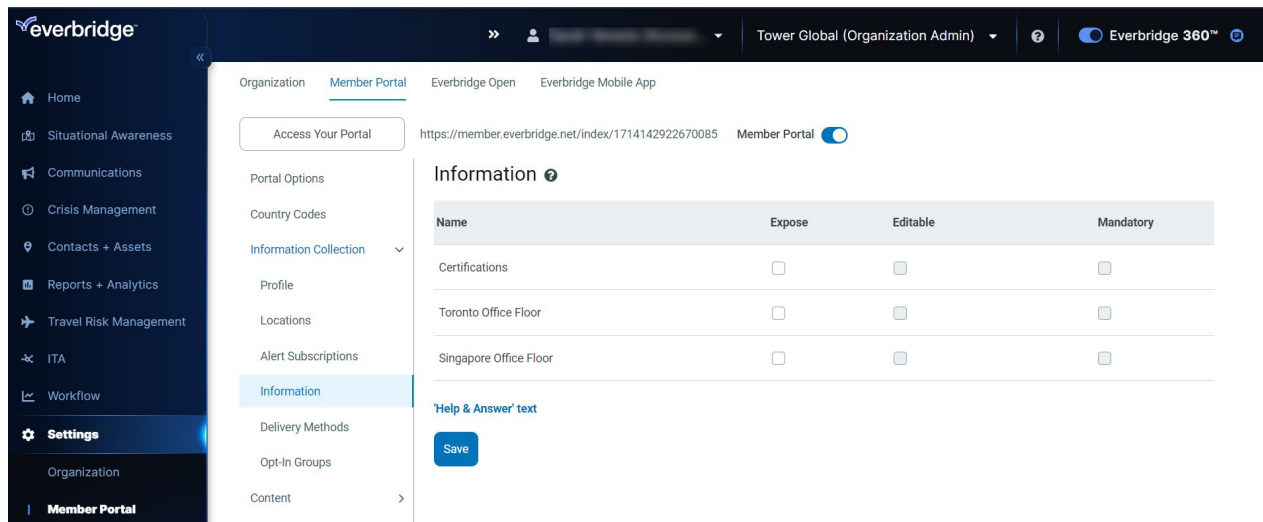 everbridge™
»
Tower Global (Organization Admin)
Everbridge 360™
«
Home
Situational Awareness
Communications
Crisis Management
Contacts + Assets
Reports + Analytics
Travel Risk Management
ITA
Workflow
Settings
Organization
Member Portal
Organization Member Portal Everbridge Open Everbridge Mobile App
Access Your Portal https://member.everbridge.net/index/1714142922670085 Member Portal
Portal Options
Country Codes
Information Collection
Profile
Locations
Alert Subscriptions
Information
Delivery Methods
Opt-In Groups
Content
Information
Name Expose Editable Mandatory
Certifications
Toronto Office Floor
Singapore Office Floor
'Help & Answer' text
Save